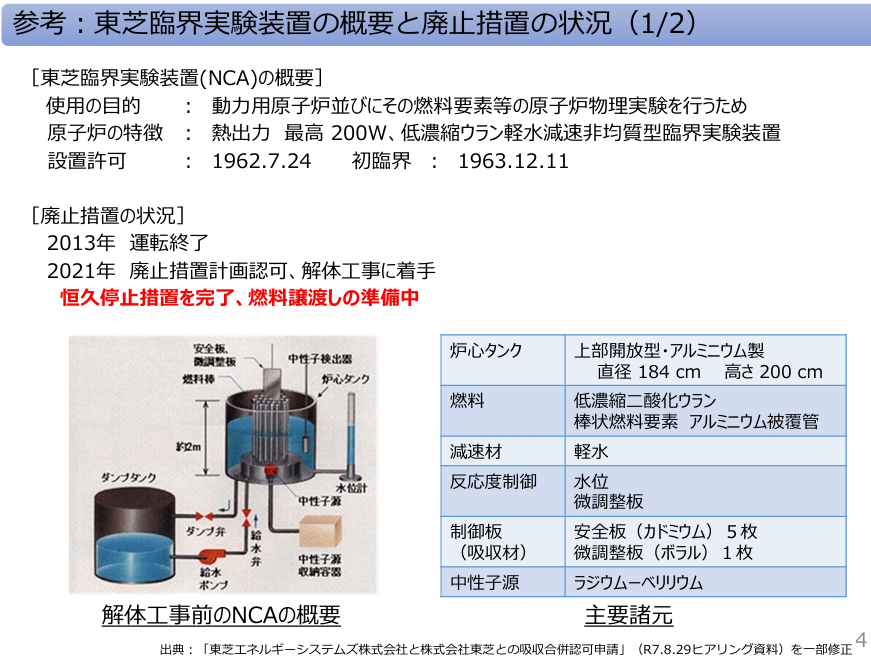 参考：東芝臨界実験装置の概要と廃止措置の状況（1/2）
［東芝臨界実験装置(NCA)の概要］
使用の目的　：　動力用原子炉並びにその燃料要素等の原子炉物理実験を行うため
原子炉の特徴　：　熱出力　最高 200W、低濃縮ウラン軽水減速非均質型臨界実験装置
設置許可　：　1962.7.24　初臨界　：　1963.12.11
［廃止措置の状況］
2013年　運転終了
2021年　廃止措置計画認可、解体工事に着手
恒久停止措置を完了、燃料譲渡しの準備中
安全板、
微調整板
中性子検出器
燃料棒
炉心タンク
約2m
ダンプタンク
水位計
中性子源
ダンプ弁
給水弁
給水
ポンプ
中性子源
収納容器
解体工事前のNCAの概要
炉心タンク　上部開放型・アルミニウム製
直径 184 cm　高さ 200 cm
燃料　低濃縮二酸化ウラン
棒状燃料要素　アルミニウム被覆管
減速材　軽水
反応度制御　水位
微調整板
制御板　安全板（カドミウム）５枚
（吸収材）　微調整板（ボラル）１枚
中性子源　ラジウムーベリリウム
主要諸元
出典：「東芝エネルギーシステムズ株式会社と株式会社東芝との吸収合併認可申請」（R7.8.29ヒアリング資料）を一部修正
4